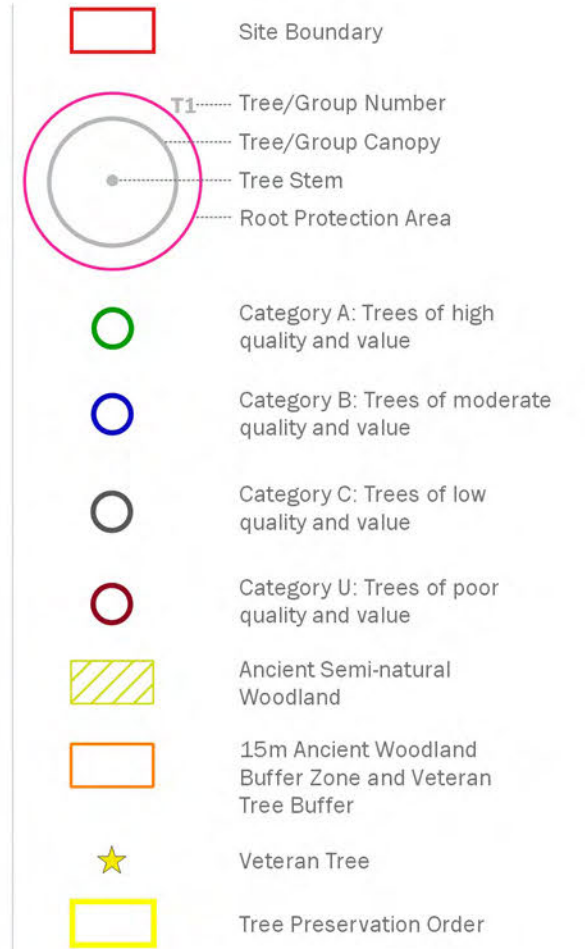 Site Boundary
T1
Tree/Group Number
Tree/Group Canopy
Tree Stem
Root Protection Area
Category A: Trees of high
quality and value
Category B: Trees of moderate
quality and value
Category C: Trees of low
quality and value
Category U: Trees of poor
quality and value
Ancient Semi-natural
Woodland
15m Ancient Woodland
Buffer Zone and Veteran
Tree Buffer
Veteran Tree
Tree Preservation Order